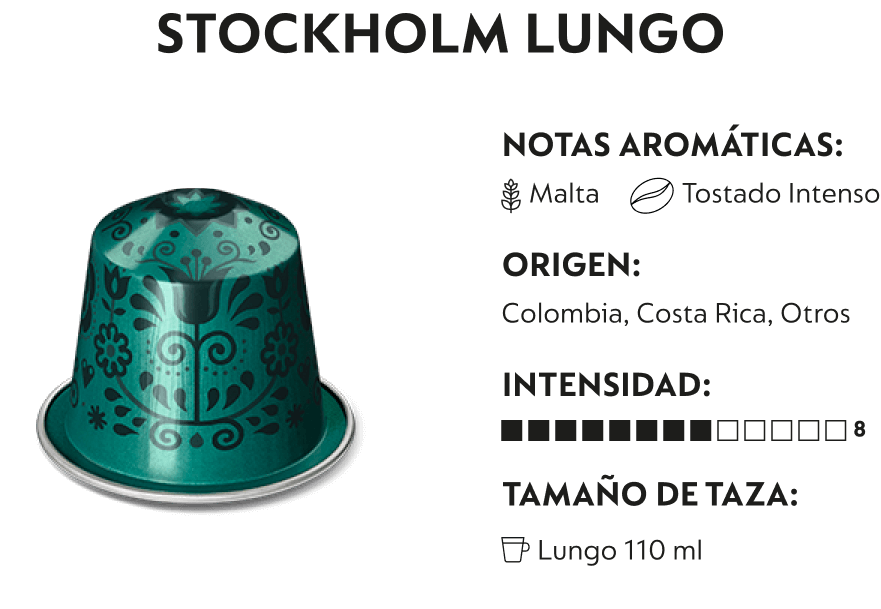 STOCKHOLM LUNGO
NOTAS AROMÁTICAS:
Malta Tostado Intenso
ORIGEN:
Colombia, Costa Rica, Otros
INTENSIDAD:
8
TAMAÑO DE TAZA:
Lungo 110 ml